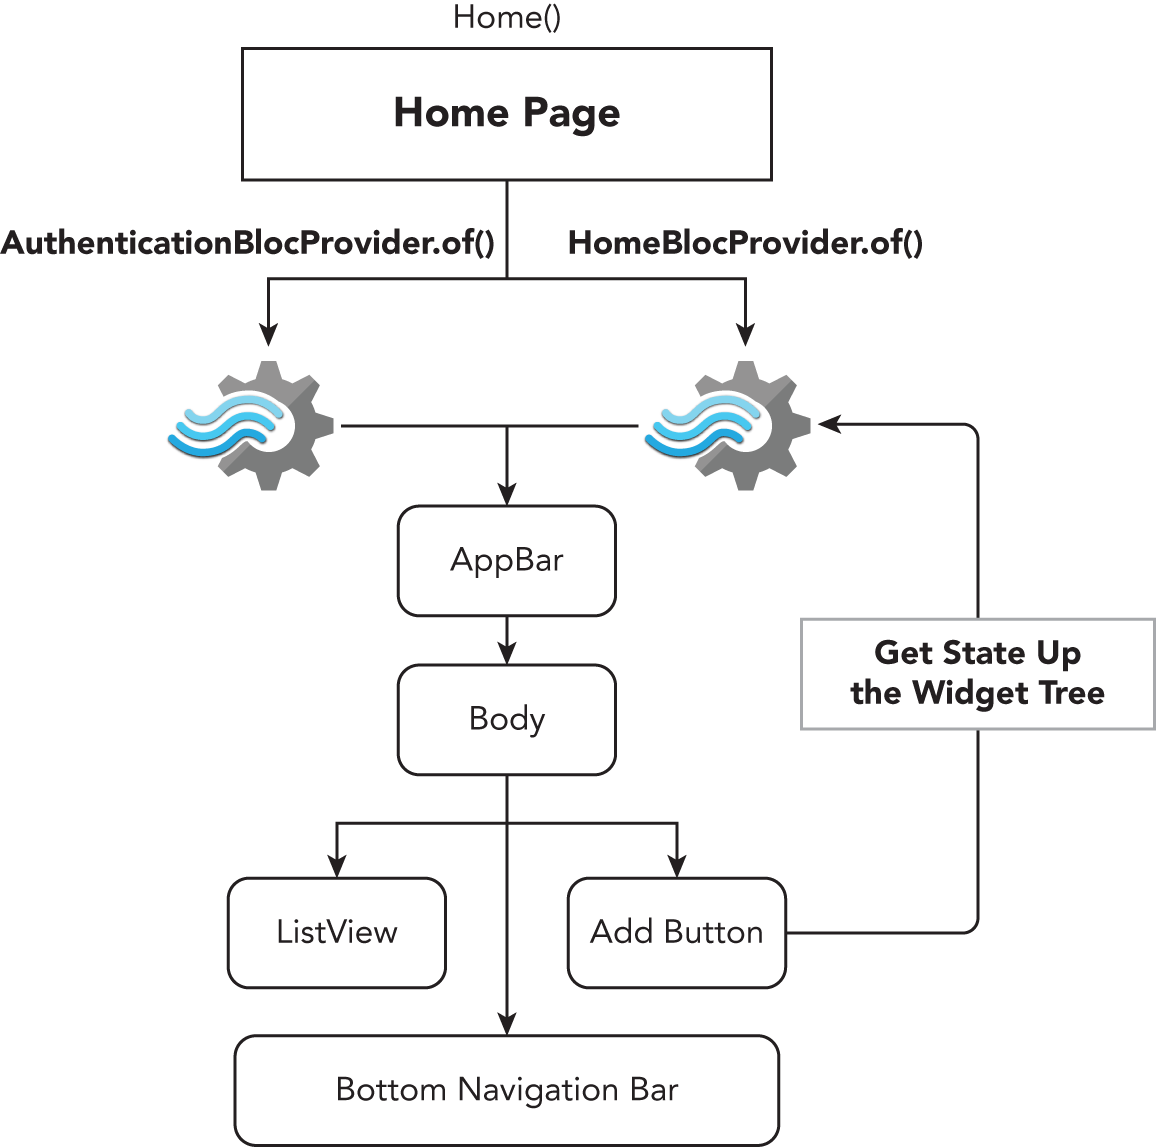 Home()
Home Page
AuthenticationBlocProvider.of()
HomeBlocProvider.of()
AppBar
Get State Up
the Widget Tree
Body
ListView
Add Button
Bottom Navigation Bar